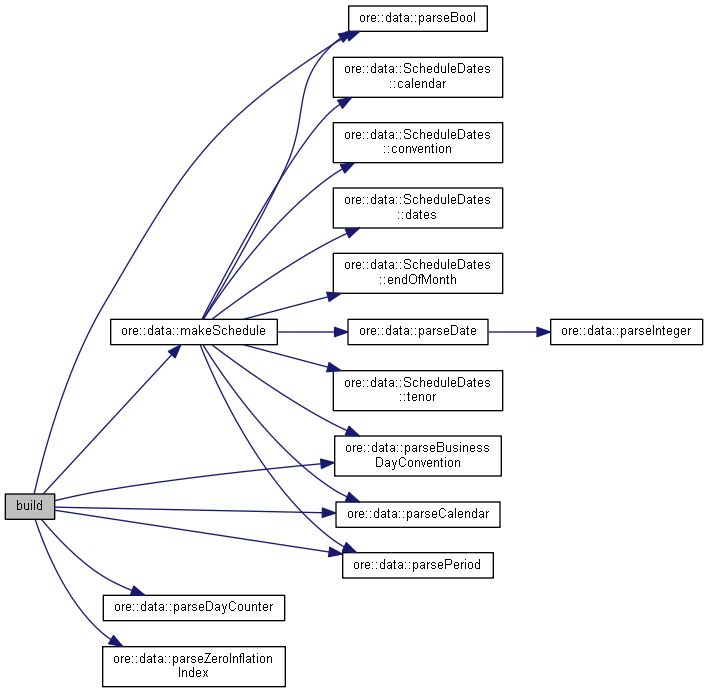 ore::data::parseBool
ore::data::ScheduleDates
::calendar
ore::data::ScheduleDates
::convention
ore::data::ScheduleDates
::dates
ore::data::ScheduleDates
::endOfMonth
ore::data::makeSchedule
ore::data::parseDate
ore::data::parseInteger
ore::data::ScheduleDates
::tenor
ore::data::parseBusiness
DayConvention
build
ore::data::parseCalendar
ore::data::parsePeriod
ore::data::parseDayCounter
ore::data::parseZeroInflation
Index